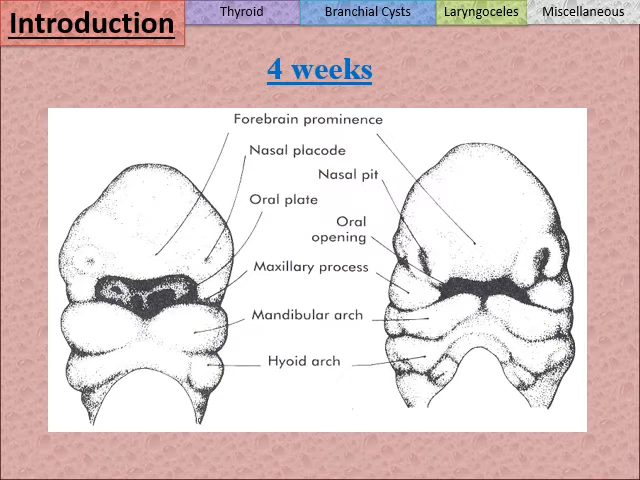 Introduction
Thyroid
Branchial Cysts
Laryngoceles
Miscellaneous
4 weeks
Forebrain prominence
Nasal placode
Nasal pit
Oral plate
Oral
opening
Maxillary process
Mandibular arch
Hyoid arch